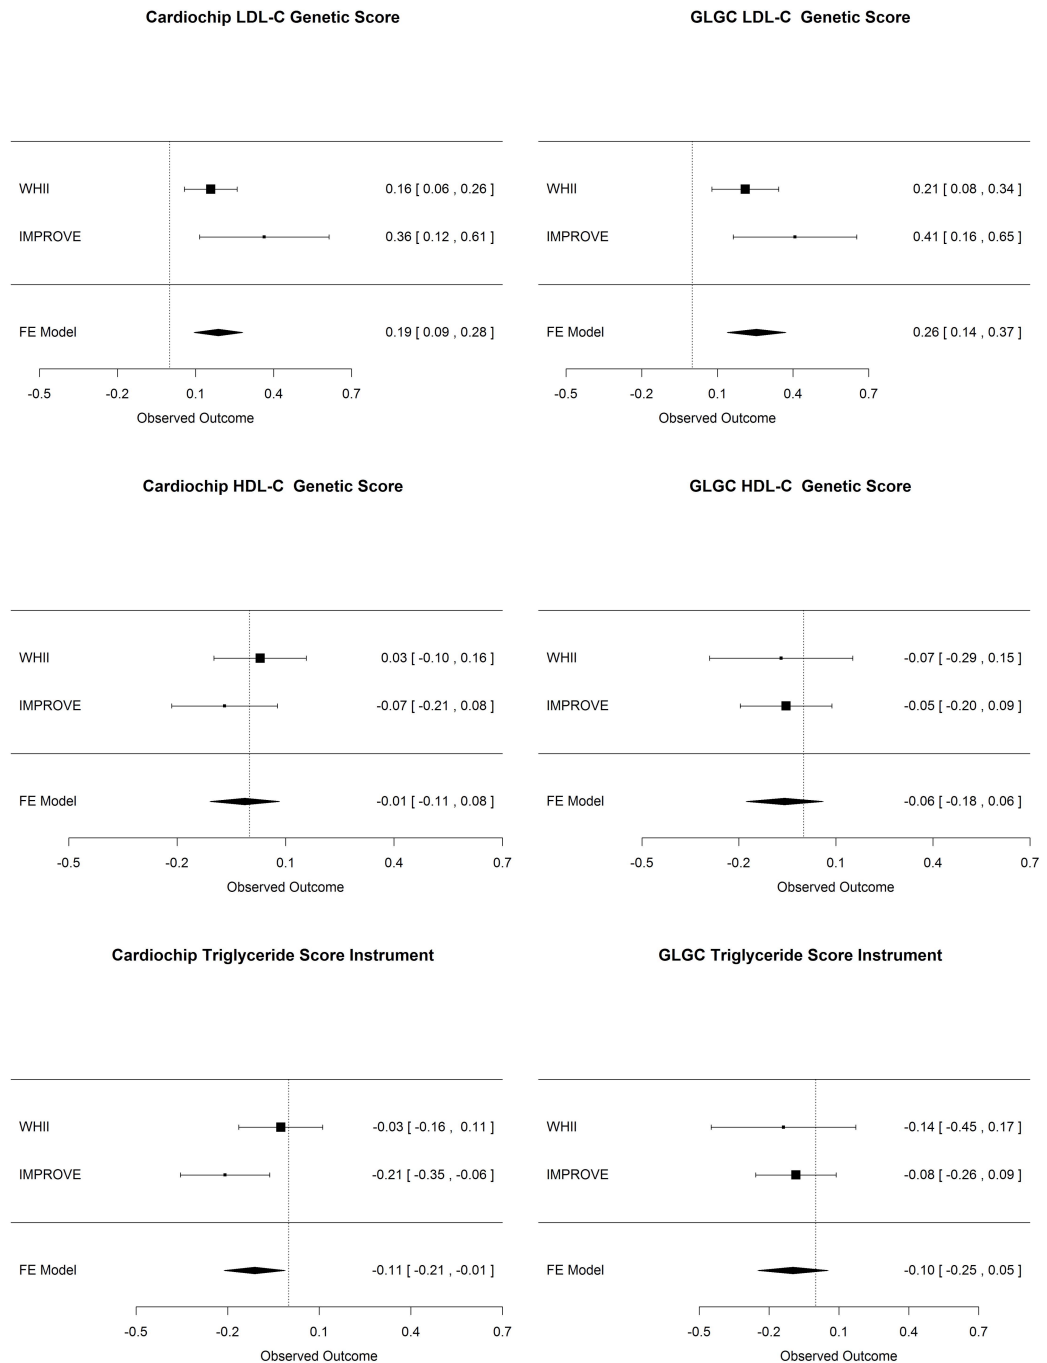 Cardiochip LDL-C Genetic Score
WHII 0.16 [ 0.06 , 0.26 ]
IMPROVE 0.36 [ 0.12 , 0.61 ]
FE Model 0.19 [ 0.09 , 0.28 ]
-0.5 0.1 0.4 0.7
Observed Outcome
GLGC LDL-C Genetic Score
WHII 0.21 [ 0.08 , 0.34 ]
IMPROVE 0.41 [ 0.16 , 0.65 ]
FE Model 0.26 [ 0.14 , 0.37 ]
-0.5 0.1 0.4 0.7
Observed Outcome
Cardiochip HDL-C Genetic Score
WHII 0.03 [ -0.10 , 0.16 ]
IMPROVE -0.07 [ -0.21 , 0.08 ]
FE Model -0.01 [ -0.11 , 0.08 ]
-0.5 -0.2 0.1 0.4 0.7
Observed Outcome
GLGC HDL-C Genetic Score
WHII -0.07 [ -0.29 , 0.15 ]
IMPROVE -0.05 [ -0.20 , 0.09 ]
FE Model -0.06 [ -0.18 , 0.06 ]
-0.5 -0.2 0.1 0.4 0.7
Observed Outcome
Cardiochip Triglyceride Score Instrument
WHII -0.03 [ -0.16 , 0.11 ]
IMPROVE -0.21 [ -0.35 , -0.06 ]
FE Model -0.11 [ -0.21 , -0.01 ]
-0.5 0.1 0.4 0.7
Observed Outcome
GLGC Triglyceride Score Instrument
WHII -0.14 [ -0.45 , 0.17 ]
IMPROVE -0.08 [ -0.26 , 0.09 ]
FE Model -0.10 [ -0.25 , 0.05 ]
-0.5 -0.2 0.1 0.4 0.7
Observed Outcome